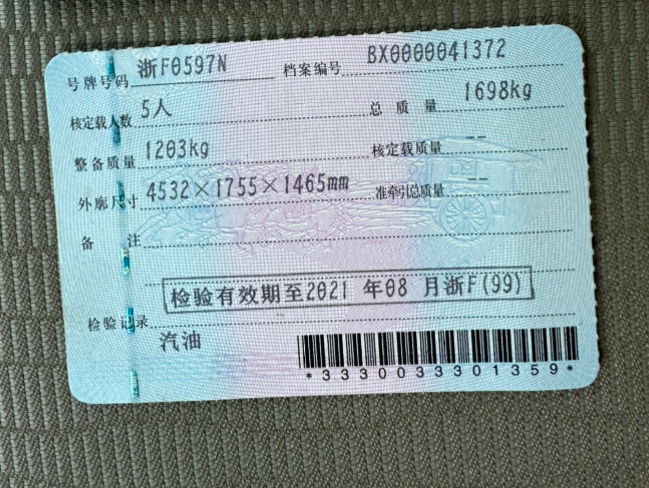 号牌号码 浙F0597N 档案编号 BX0000041372
核定载人数 5人 总质量 1698kg
整备质量 1203kg 核定载质量 --
外廓尺寸 4532×1755×1465mm 准牵引总质量 --
备注
检验有效期至2021 年08 月浙F(99)
检验记录
汽油
*3330033301359*